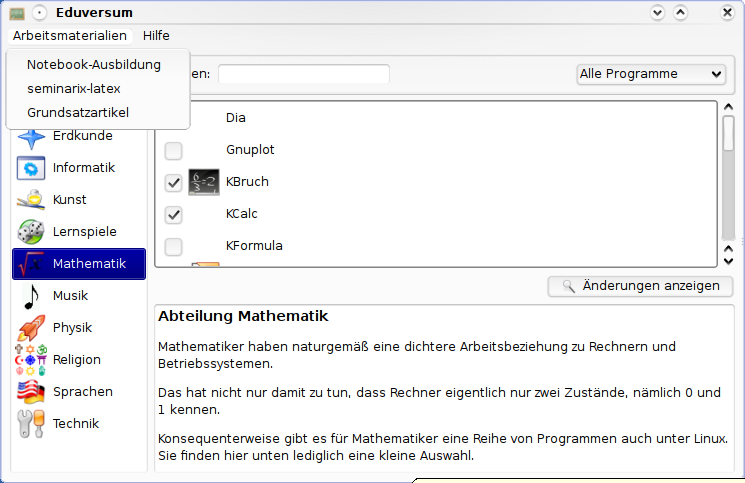 Eduversum
Arbeitsmaterialien Hilfe
Notebook-Ausbildung
seminarix-latex
Grundsatzartikel
en:
Alle Programme
Erdkunde
Informatik
Kunst
Lernspiele
Mathematik
Musik
Physik
Religion
Sprachen
Technik
Dia
Gnuplot
KBruch
KCalc
KFormula
Änderungen anzeigen
Abteilung Mathematik
Mathematiker haben naturgemäß eine dichtere Arbeitsbeziehung zu Rechnern und
Betriebssystemen.
Das hat nicht nur damit zu tun, dass Rechner eigentlich nur zwei Zustände, nämlich 0 und
1 kennen.
Konsequenterweise gibt es für Mathematiker eine Reihe von Programmen auch unter Linux.
Sie finden hier unten lediglich eine kleine Auswahl.